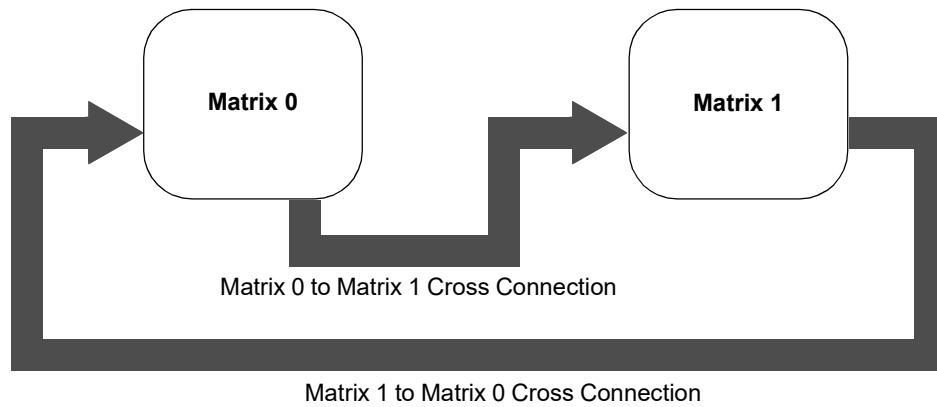 Matrix 0
Matrix 1
Matrix 0 to Matrix 1 Cross Connection
Matrix 1 to Matrix 0 Cross Connection